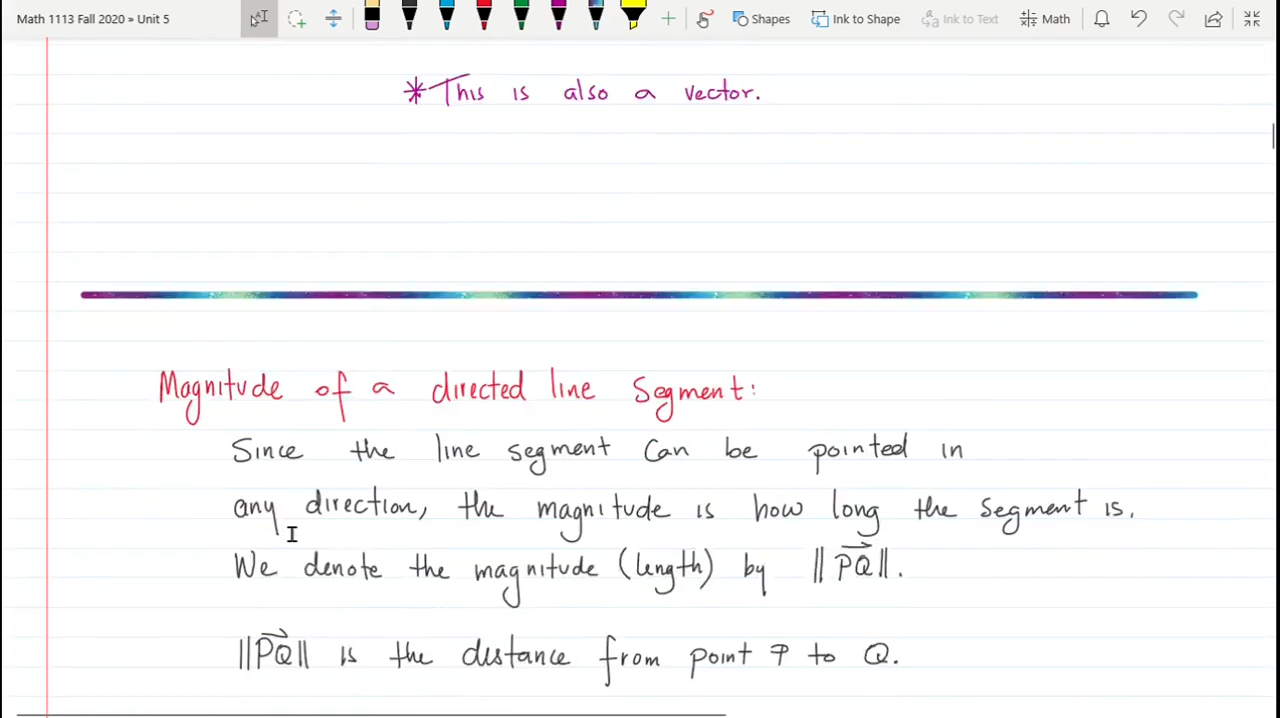 Math 1113 Fall 2020 » Unit 5
Shapes
Ink to Shape
Ink to Text
Math
*This is also a vector.
Magnitude of a directed line Segment:
Since the line segment can be pointed in
any direction, the magnitude is how long the segment is.
We denote the magnitude (length) by ||\overrightarrow{PQ}||.
||\overrightarrow{PQ}|| is the distance from point P to Q.